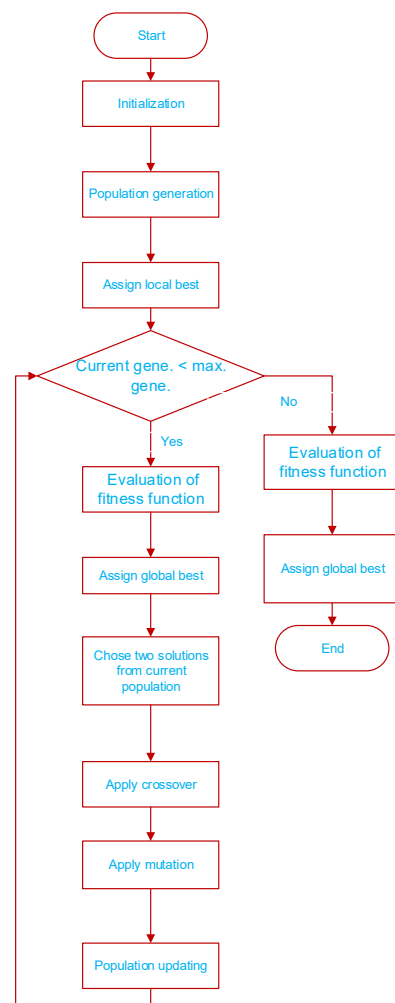 Start
Initialization
Population generation
Assign local best
Current gene. < max.
gene.
No
Yes
Evaluation of
fitness function
Evaluation of
fitness function
Assign global best
Assign global best
Chose two solutions
from current
population
End
Apply crossover
Apply mutation
Population updating